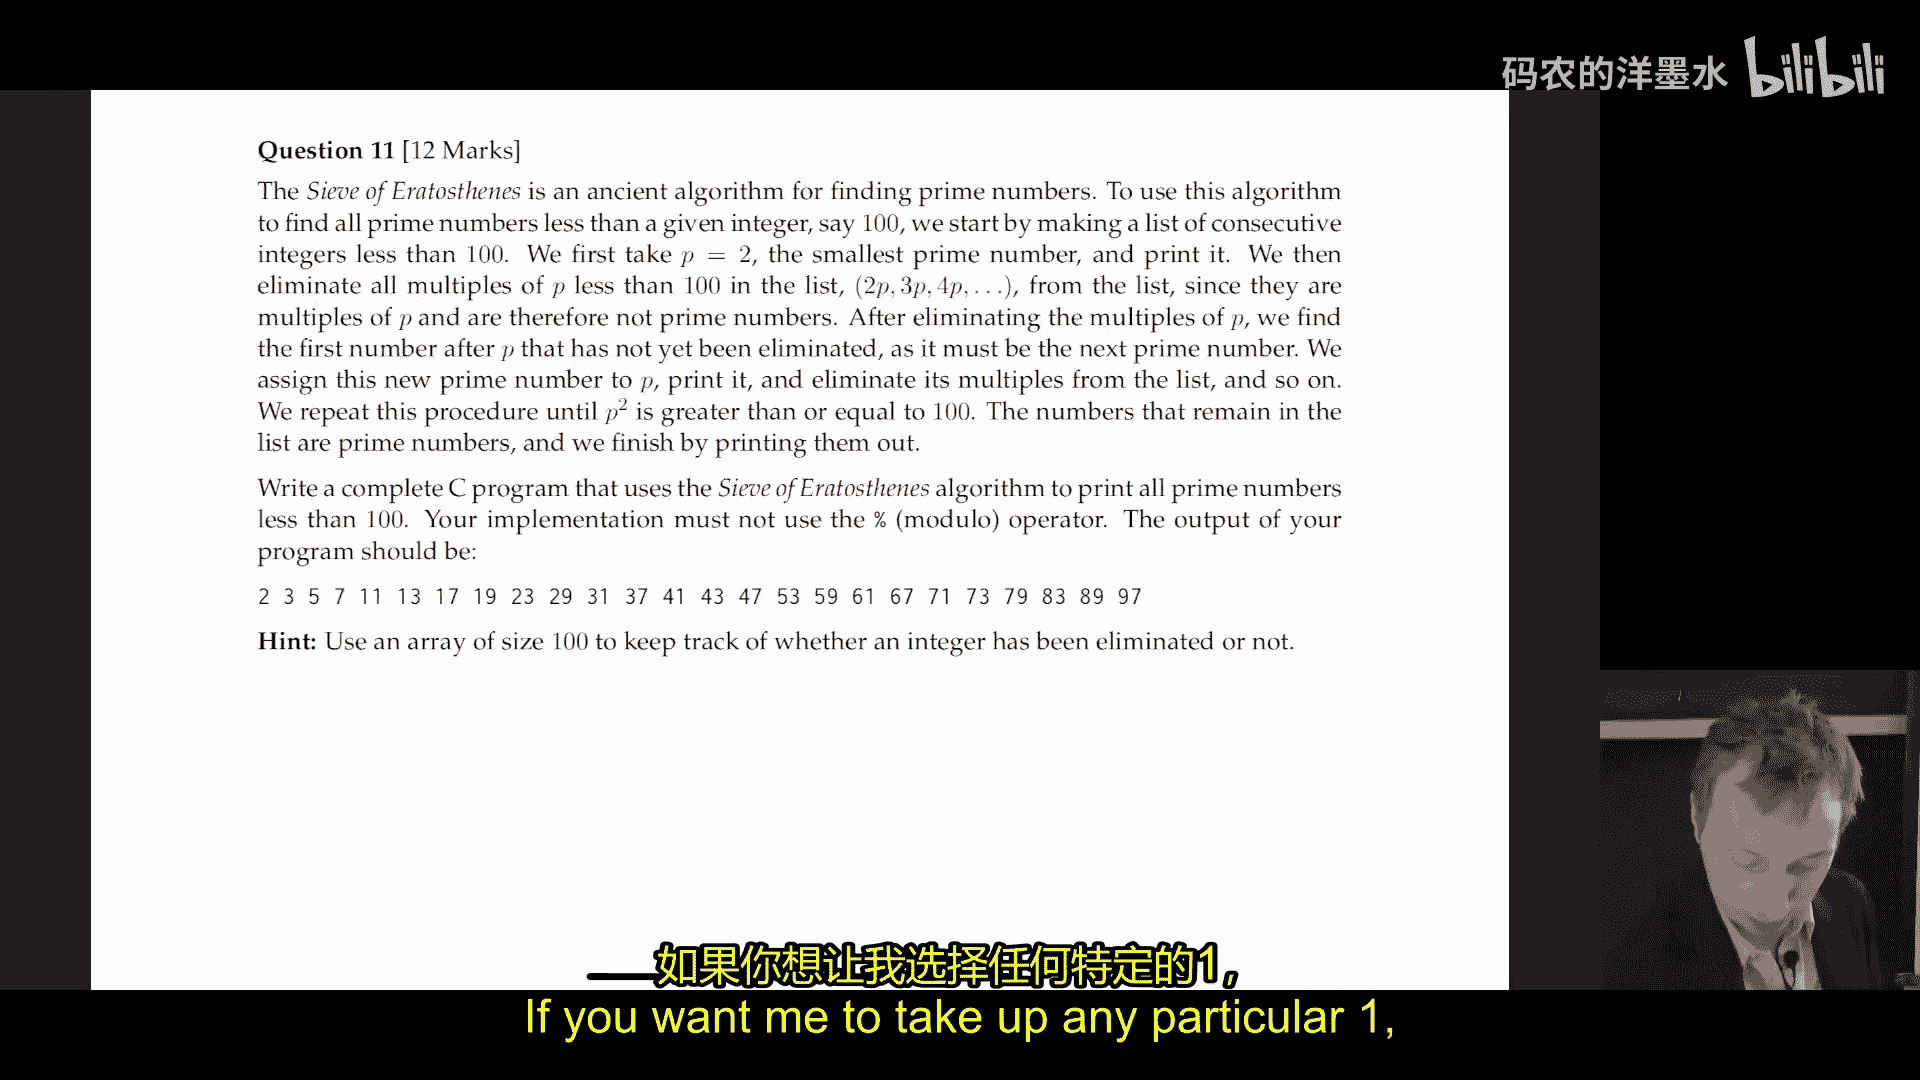 码农的洋墨水 bilibili
Question 11 [12 Marks]
The Sieve of Eratosthenes is an ancient algorithm for finding prime numbers. To use this algorithm
to find all prime numbers less than a given integer, say 100, we start by making a list of consecutive
integers less than 100. We first take p = 2, the smallest prime number, and print it. We then
eliminate all multiples of p less than 100 in the list, (2p, 3p, 4p, . . .), from the list, since they are
multiples of p and are therefore not prime numbers. After eliminating the multiples of p, we find
the first number after p that has not yet been eliminated, as it must be the next prime number. We
assign this new prime number to p, print it, and eliminate its multiples from the list, and so on.
We repeat this procedure until p² is greater than or equal to 100. The numbers that remain in the
list are prime numbers, and we finish by printing them out.
Write a complete C program that uses the Sieve of Eratosthenes algorithm to print all prime numbers
less than 100. Your implementation must not use the % (modulo) operator. The output of your
program should be:
2 3 5 7 11 13 17 19 23 29 31 37 41 43 47 53 59 61 67 71 73 79 83 89 97
Hint: Use an array of size 100 to keep track of whether an integer has been eliminated or not.
如果你想让我选择任何特定的1,
If you want me to take up any particular 1,